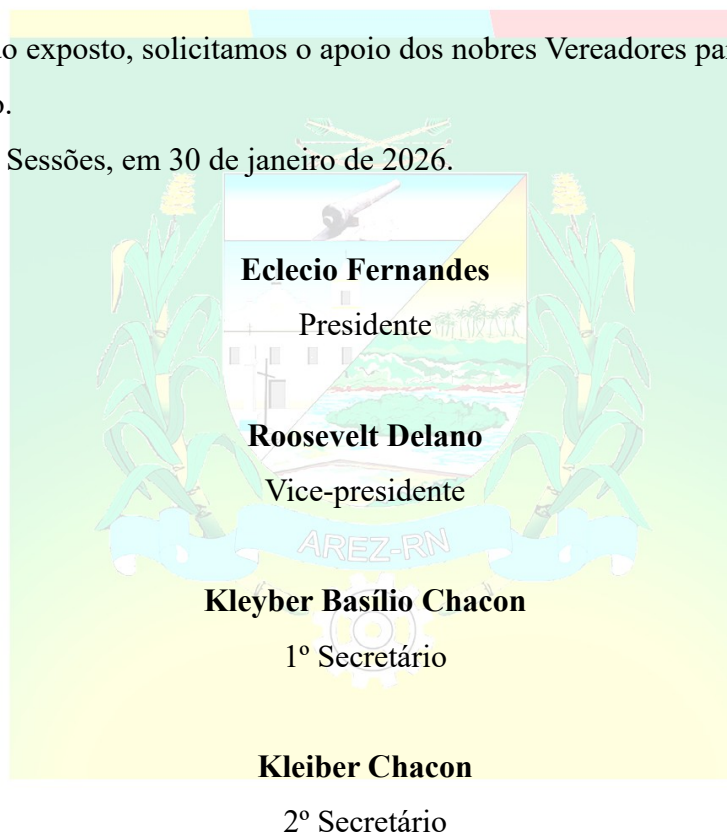 o exposto, solicitamos o apoio dos nobres Vereadores
o.
Sessões, em 30 de janeiro de 2026.
Eclecio Fernandes
Presidente
Roosevelt Delano
Vice-presidente
AREZ-RN
Kleyber Basílio Chacon
1º Secretário
Kleiber Chacon
2º Secretário